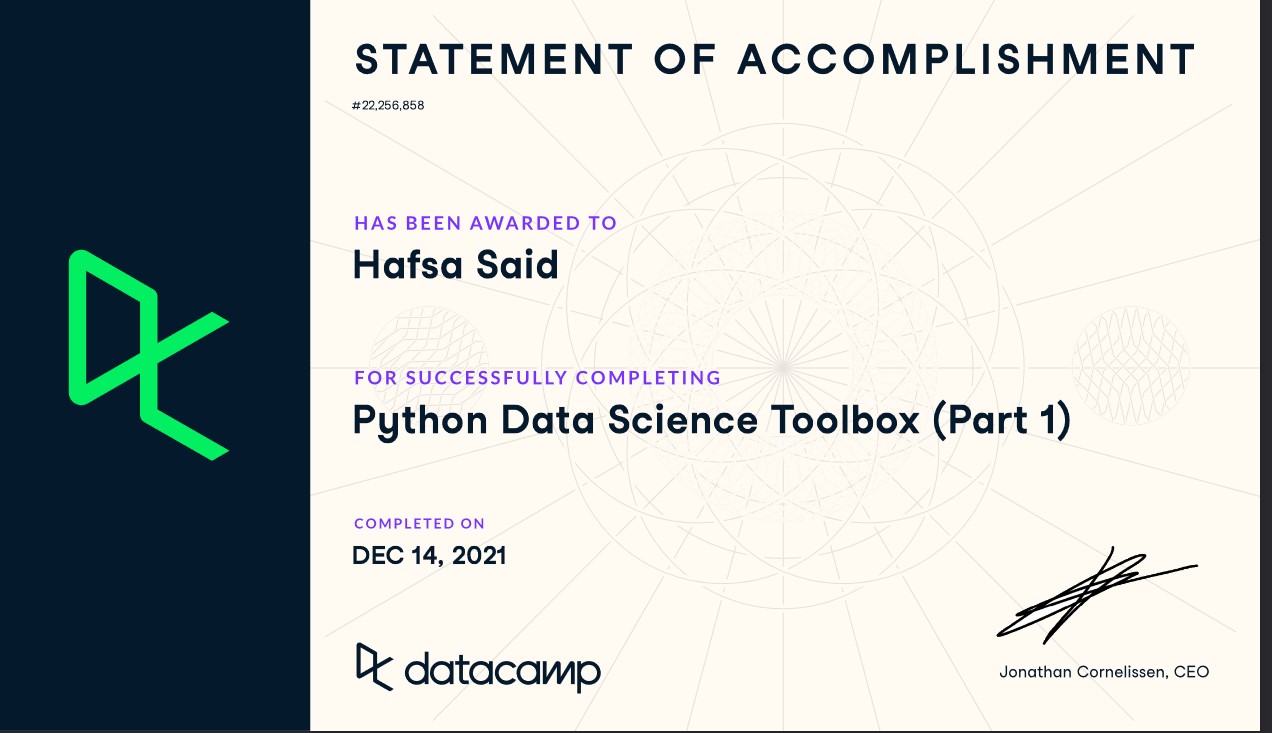 STATEMENT OF ACCOMPLISHMENT
#22,256,858
HAS BEEN AWARDED TO
Hafsa Said
FOR SUCCESSFULLY COMPLETING
Python Data Science Toolbox (Part 1)
COMPLETED ON
DEC 14, 2021
datacamp
Jonathan Cornelissen, CEO